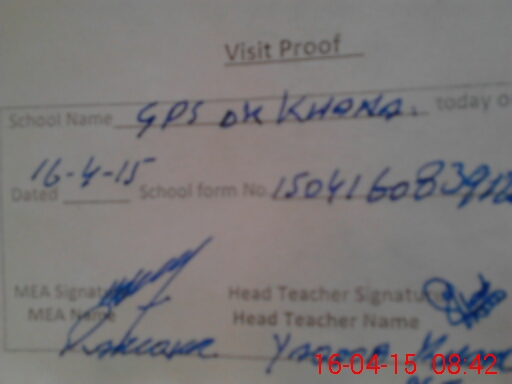 Visit Proof
School Name GPS DK KHANA. today o
16-4-15
Dated School form No. 150416083912
MEA Signat
MEA Name
Head Teacher Signatu
Head Teacher Name
16-04-15 08:42